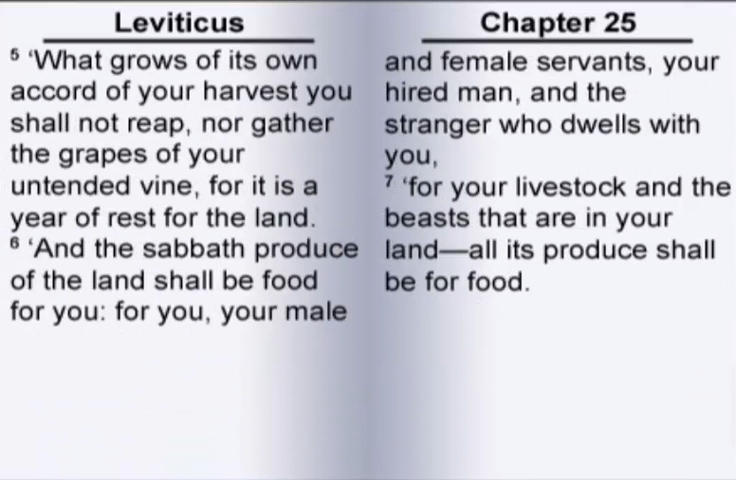 Leviticus
⁵ ‘What grows of its own
accord of your harvest you
shall not reap, nor gather
the grapes of your
untended vine, for it is a
year of rest for the land.
⁶ ‘And the sabbath produce
of the land shall be food
for you: for you, your male
Chapter 25
and female servants, your
hired man, and the
stranger who dwells with
you,
⁷ ‘for your livestock and the
beasts that are in your
land—all its produce shall
be for food.